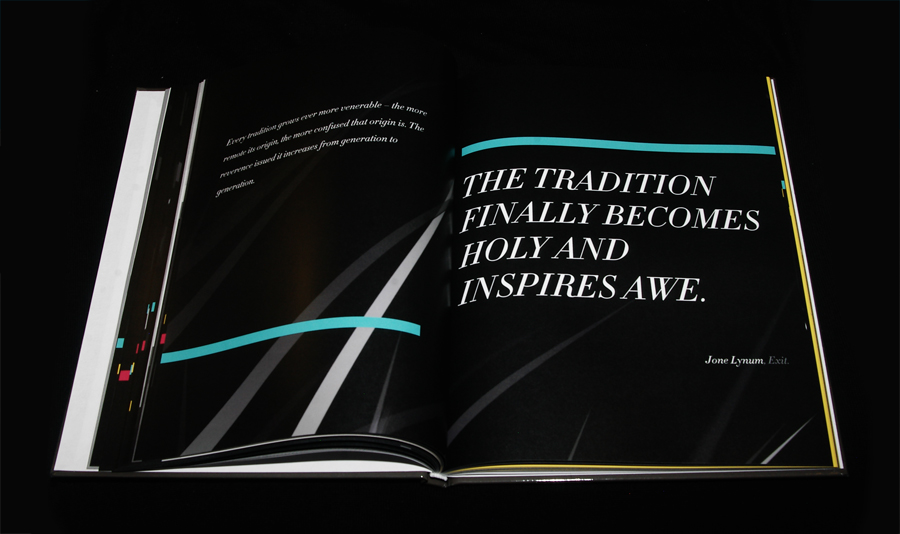 Every tradition grows ever more venerable – the more
remote its origin, the more confused that origin is. The
reverence issued it increases from generation to
generation.
THE TRADITION
FINALLY BECOMES
HOLY AND
INSPIRES AWE.
Jone Lynum. Exit.